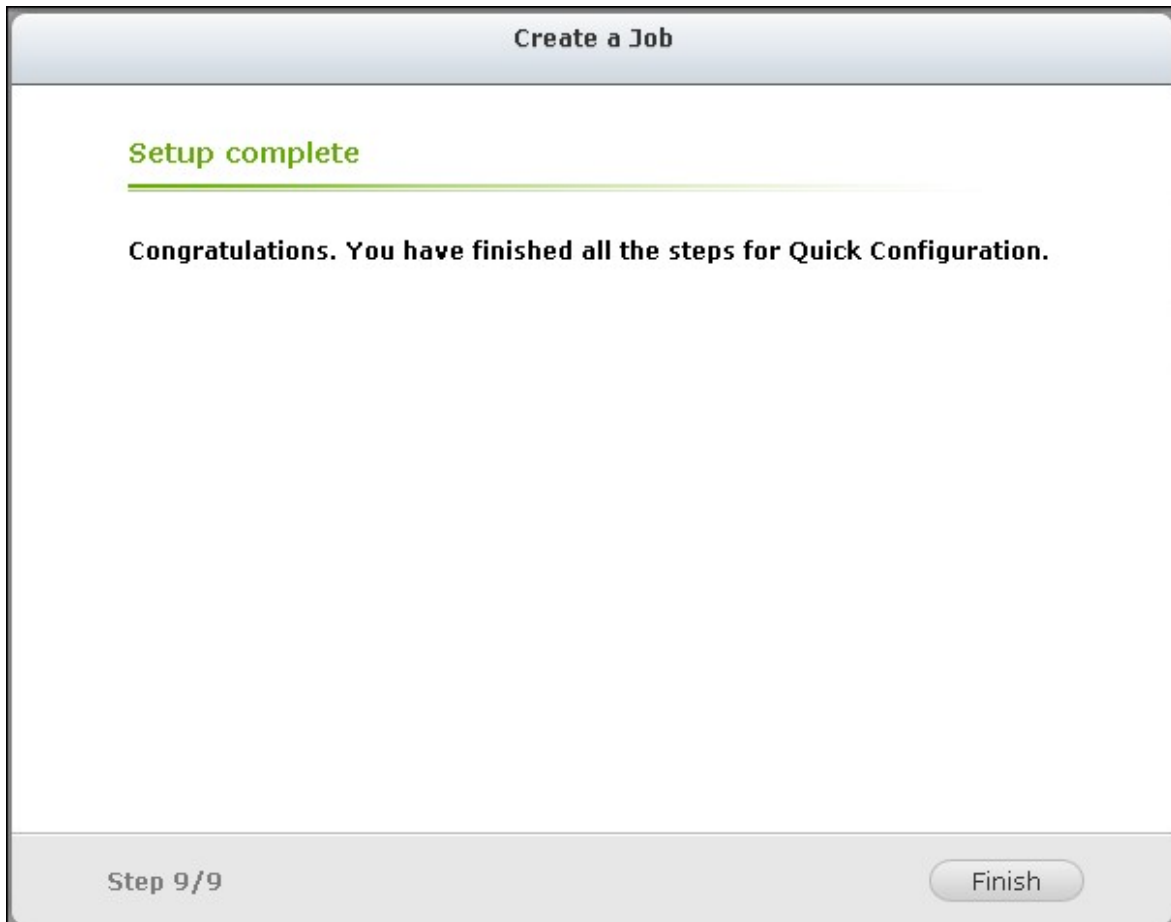 Create a Job
Setup complete
Congratulations. You have finished all the steps for Quick Configuration.
Step 9/9
Finish